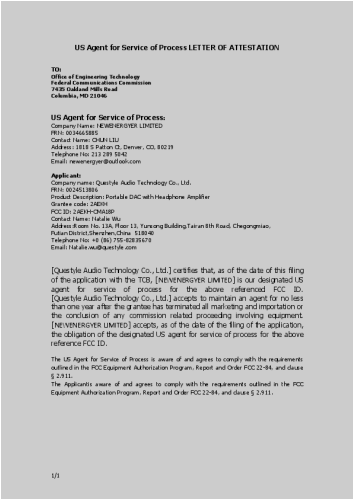 US Agent for Service of Process LETTER OF ATTESTATION
TO:
Office of Engineering Technology
Federal Communications Commission
7435 Oakland Mills Road
Columbia, MD 21046
US Agent for Service of Process:
Company Name: NEWENERGYER LIMITED
FRN: 0034665885
Contact Name: CHUN LIU
Address: 1818 S Patton Ct, Denver, CO, 80219
Telephone No: 213 289 5042
Email: newenergyer@outlook.com
Applicant:
Company name: Questyle Audio Technology Co., Ltd.
FRN: 0024513806
Product Description: Portable DAC with Headphone Amplifier
Grantee code: 2AEKH
FCC ID: 2AEKH-CMA18P
Contact Name: Natalie Wu
Address: Room No. 13A, Floor 13, Yunsong Building,Tairan 8th Road, Chegongmiao,
Futian District,Shenzhen,China 518040
Telephone No: +0 (86) 755-02835670
Email: Natalie.wu@questyle.com
[Questyle Audio Technology Co., Ltd.] certifies that, as of the date of this filing
of the application with the TCB, [NEWENERGYER LIMITED] is our designated US
agent for service of process for the above referenced FCC ID.
[Questyle Audio Technology Co., Ltd.] accepts to maintain an agent for no less
than one year after the grantee has terminated all marketing and importation or
the conclusion of any commission related proceeding involving equipment.
[NEWENERGYER LIMITED] accepts, as of the date of the filing of the application,
the obligation of the designated US agent for service of process for the above
reference FCC ID.
The US Agent for Service of Process is aware of and agrees to comply with the requirements
outlined in the FCC Equipment Authorization Program, Report and Order FCC 22-84, and clause
§ 2.911.
The Applicant is aware of and agrees to comply with the requirements outlined in the FCC
Equipment Authorization Program, Report and Order FCC 22-84, and clause § 2.911.
1/1